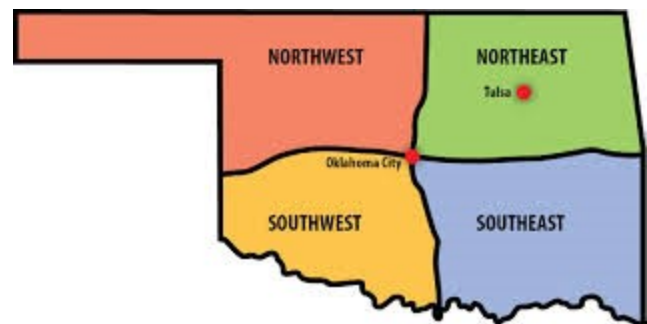 NORTHWEST
NORTHEAST
Tulsa
Oklahoma City
SOUTHWEST
SOUTHEAST